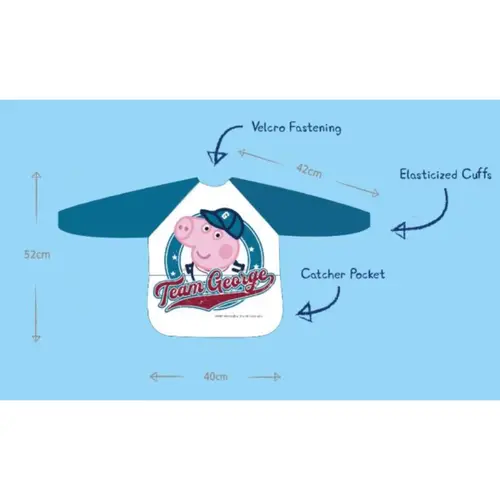 Velcro Fastening
42cm
Elasticized Cuffs
52cm
G
Catcher Pocket
Team George
40cm